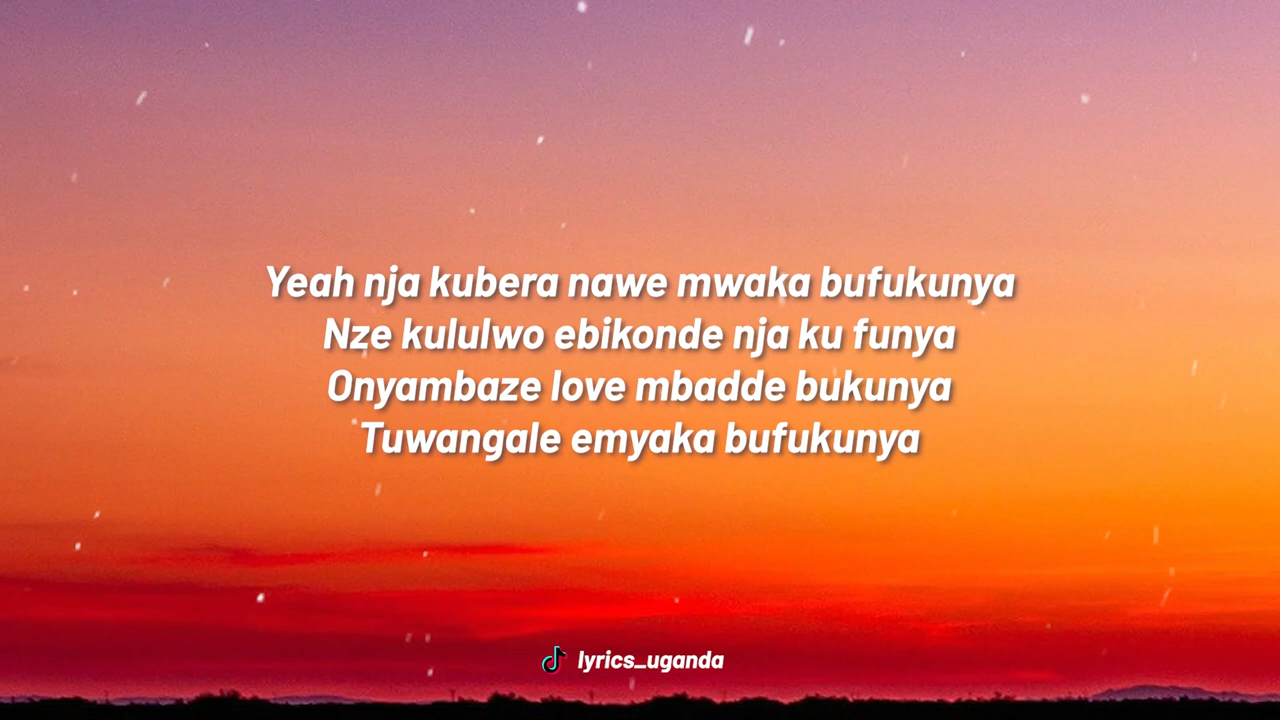 Yeah nja kubera nawe mwaka bufukunya
Nze kululwo ebikonde nja ku funya
Onyambaze love mbadde bukunya
Tuwangale emyaka bufukunya
lyrics_uganda